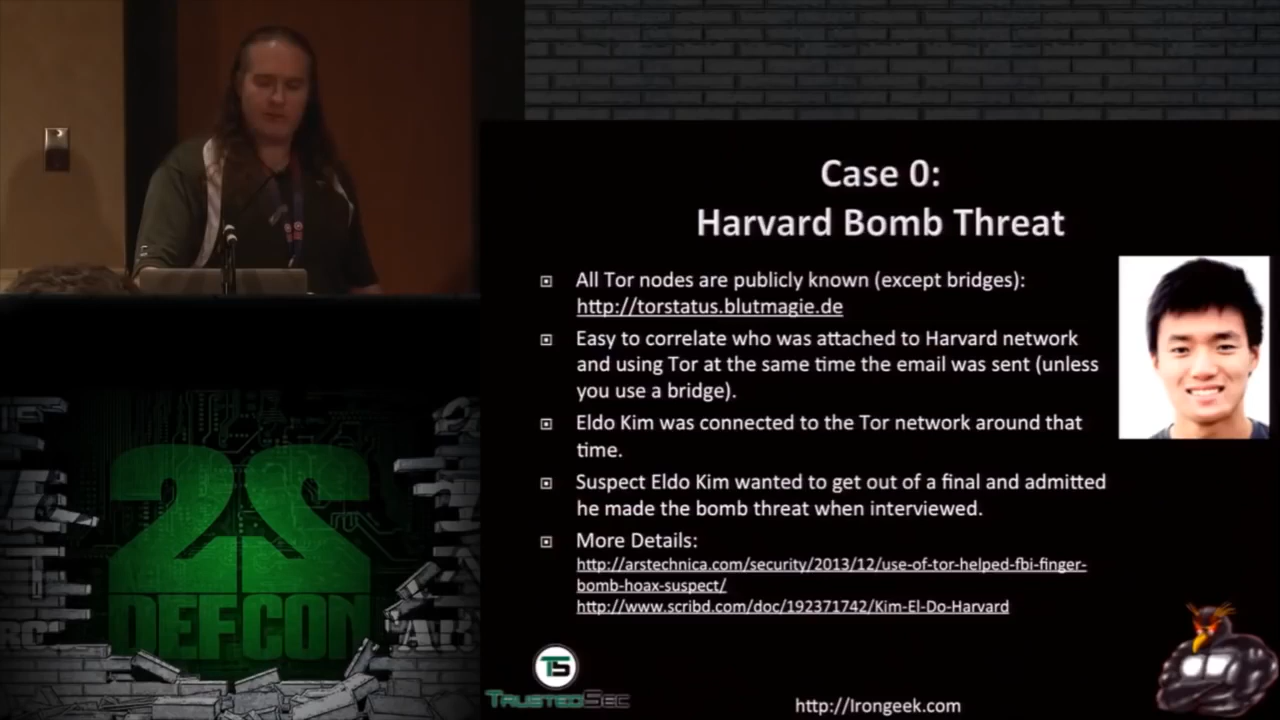 Case 0:
Harvard Bomb Threat
All Tor nodes are publicly known (except bridges):
http://torstatus.blutmagie.de
Easy to correlate who was attached to Harvard network
and using Tor at the same time the email was sent (unless
you use a bridge).
Eldo Kim was connected to the Tor network around that
time.
Suspect Eldo Kim wanted to get out of a final and admitted
he made the bomb threat when interviewed.
More Details:
http://arstechnica.com/security/2013/12/use-of-tor-helped-fbi-finger-
bomb-hoax-suspect/
http://www.scribd.com/doc/192371742/Kim-El-Do-Harvard
22
DEFCON
TS
TRUSTEDSEC
http://Irongeek.com